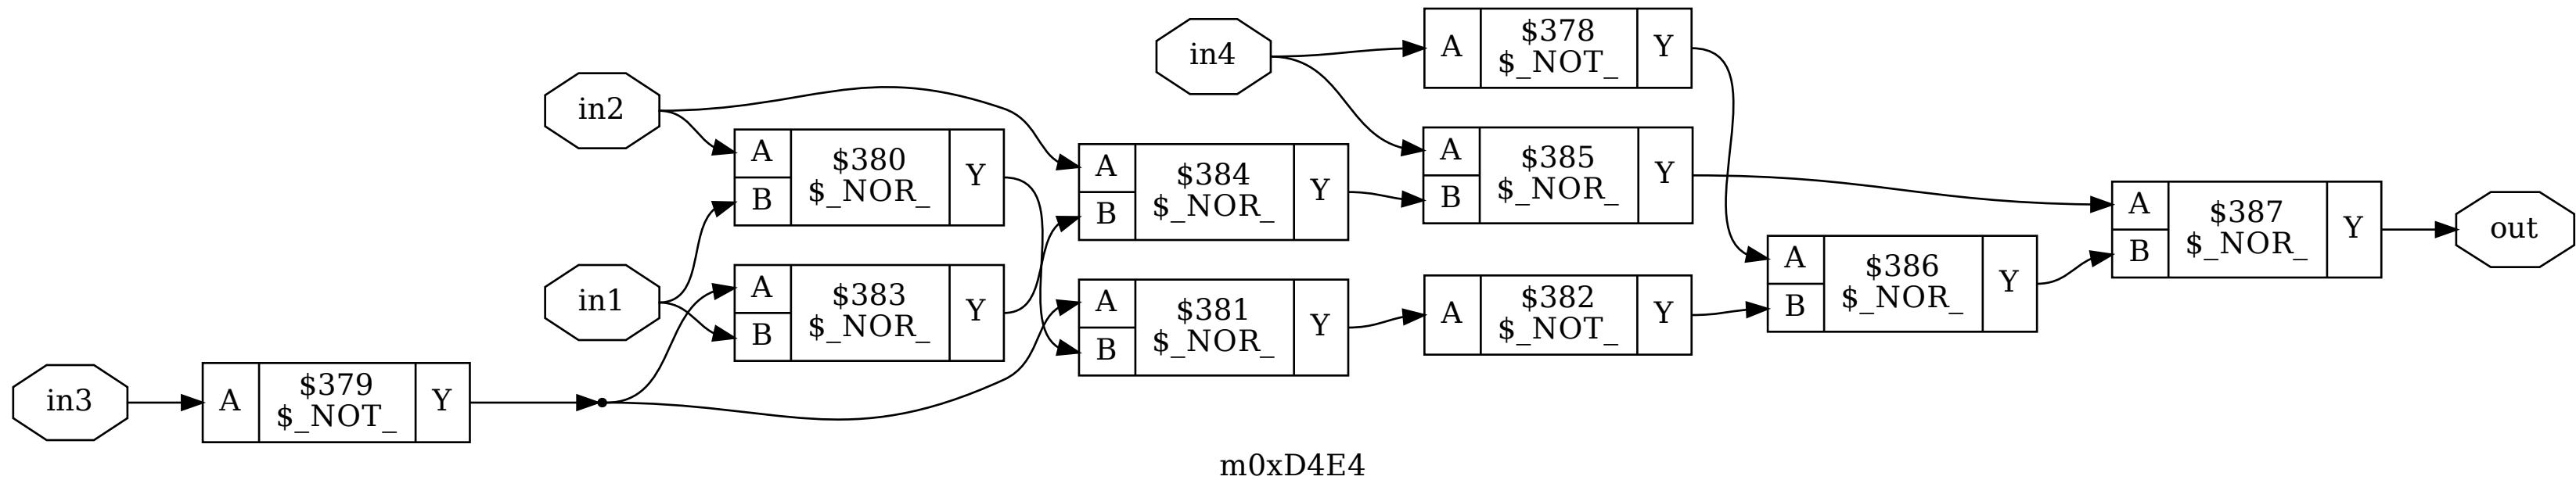 in4
A
$378
$_NOT_
Y
in2
A
B
$380
$_NOR_
Y
A
B
$384
$_NOR_
Y
A
B
$385
$_NOR_
Y
A
B
$387
$_NOR_
Y
out
in1
A
B
$383
$_NOR_
Y
A
B
$381
$_NOR_
Y
A
$382
$_NOT_
Y
A
B
$386
$_NOR_
Y
in3
A
$379
$_NOT_
Y
m0xD4E4